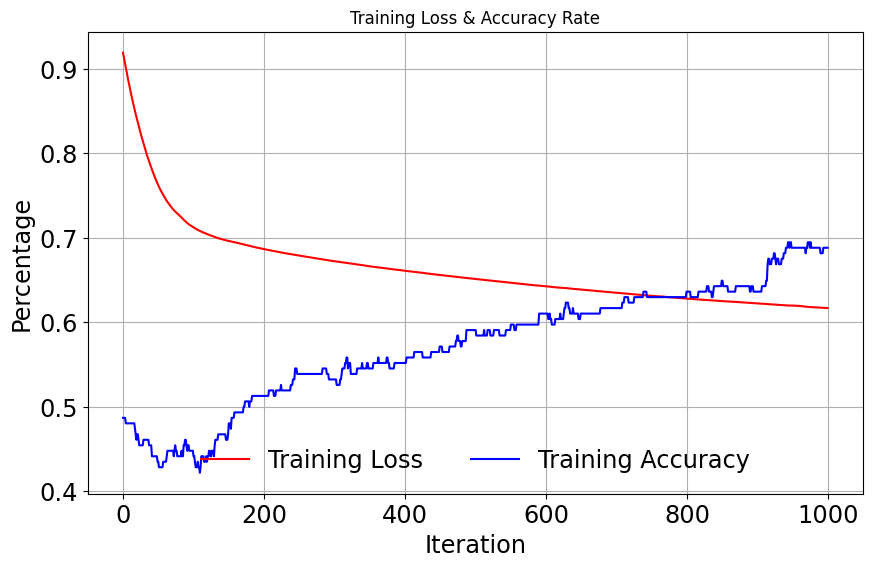 Training Loss & Accuracy Rate
Percentage
0.9
0.8
0.7
0.6
0.5
0.4
Training Loss Training Accuracy
0 200 400 600 800 1000
Iteration